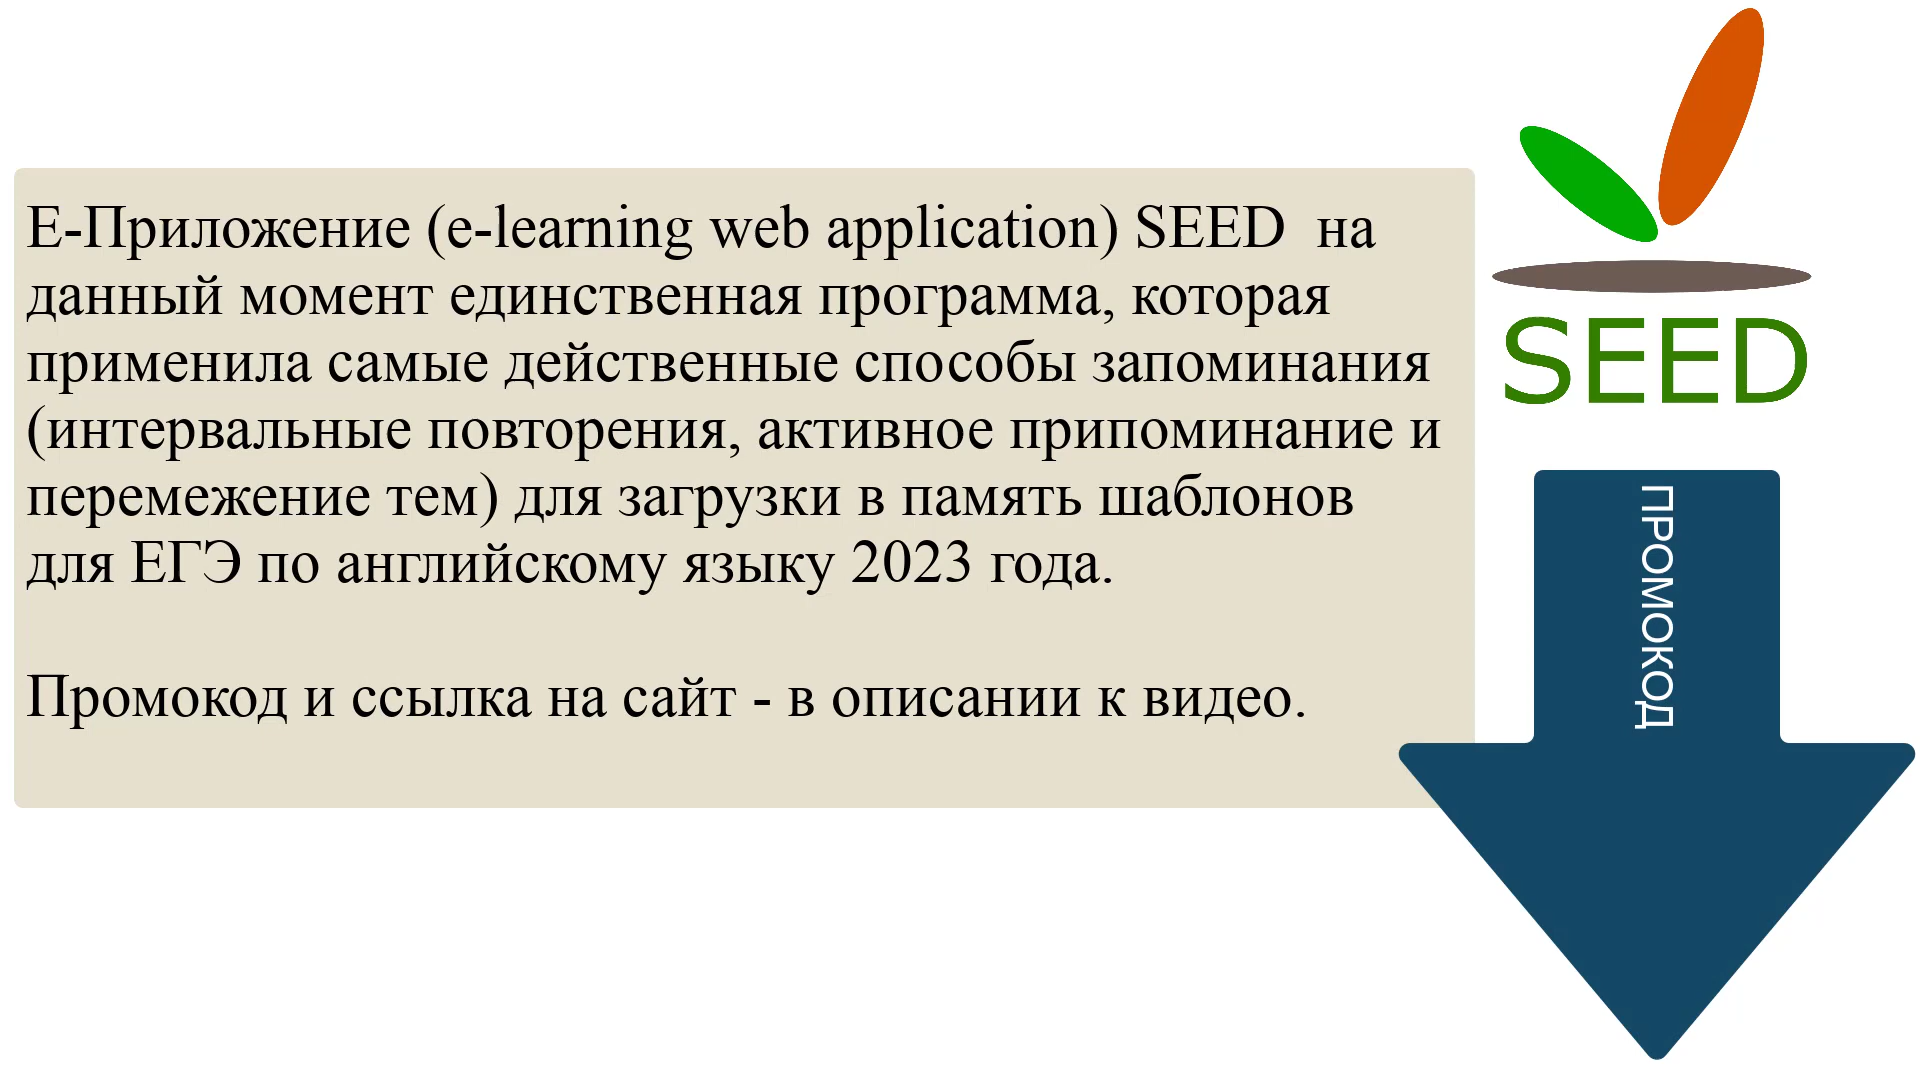 Е-Приложение (e-learning web application) SEED  на
данный момент единственная программа, которая
применила самые действенные способы запоминания
(интервальные повторения, активное припоминание и
перемежение тем) для загрузки в память шаблонов
для ЕГЭ по английскому языку 2023 года.
Промокод и ссылка на сайт - в описании к видео.
SEED
ПРОМОКОД